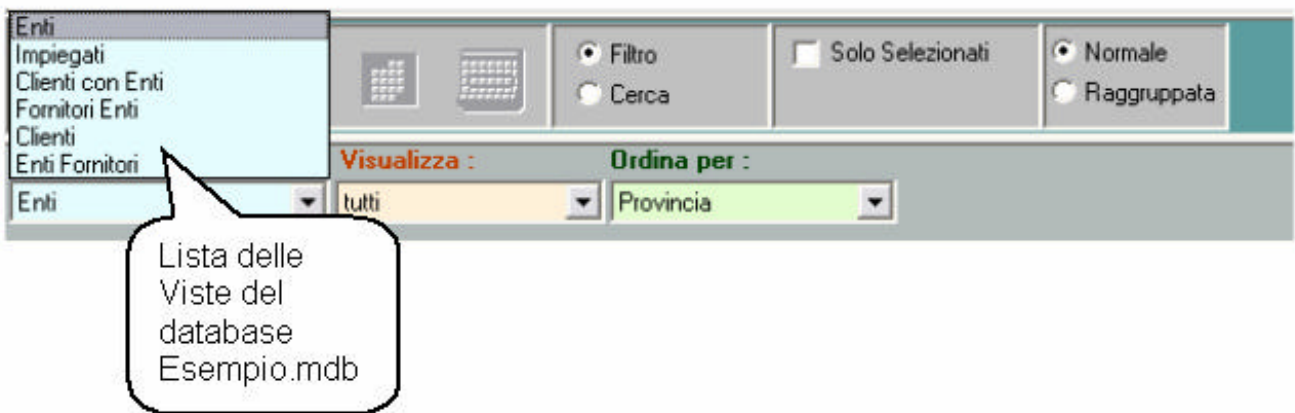 Enti
Impiegati
Clienti con Enti
Fornitori Enti
Clienti
Enti Fornitori
Filtro
Cerca
Solo Selezionati
Normale
Raggruppata
Visualizza :
Ordina per :
Enti
tutti
Provincia
Lista delle
Viste del
database
Esempio.mdb